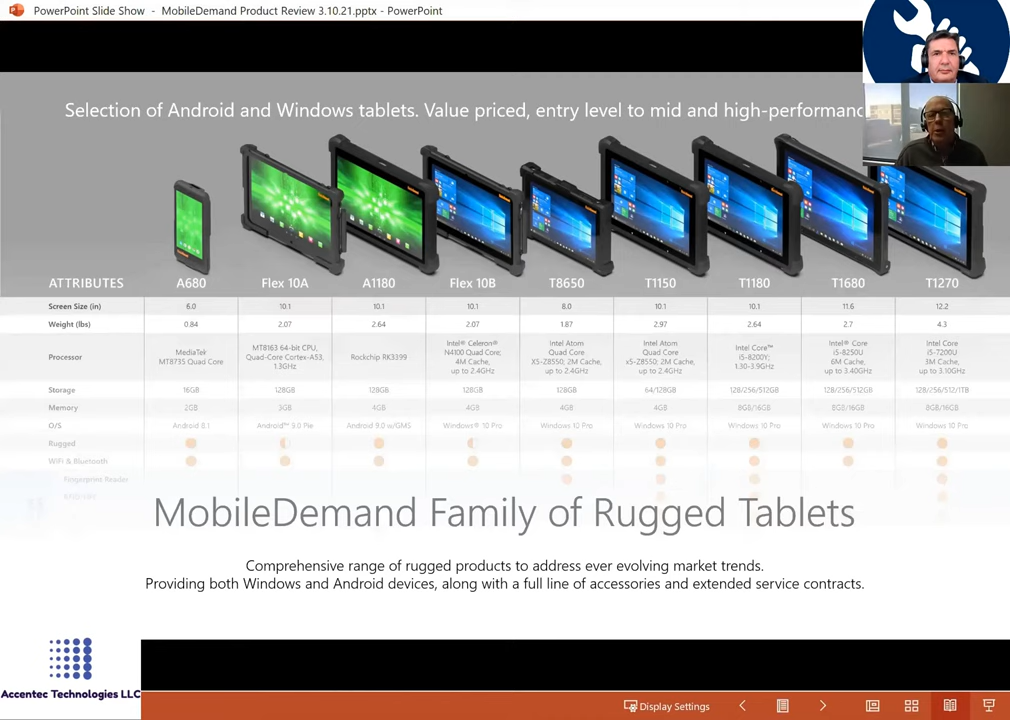 PowerPoint Slide Show - MobileDemand Product Review 3.10.21.pptx - PowerPoint
Selection of Android and Windows tablets. Value priced, entry level to mid and high-performanc
ATTRIBUTES A680 Flex 10A A1180 Flex 10B T8650 T1150 T1180 T1680 T1270
Screen Size (in) 6.0 10.1 10.1 10.1 8.0 10.1 10.1 11.6 12.2
Weight (lbs) 0.84 2.07 2.64 2.07 1.87 2.97 2.64 2.7 4.3
Processor
MediaTek
MT8735 Quad Core
MT8163 64-bit CPU,
Quad-Core Cortex-A53,
1.3GHz
Rockchip RK3399
Intel® Celeron®
N4100 Quad Core;
4M Cache,
up to 2.4GHz
Intel Atom
Quad Core
X5-Z8550; 2M Cache,
up to 2.4GHz
Intel Atom
Quad Core
x5-Z8550; 2M Cache,
up to 2.4GHz
Intel Core™
i5-8200Y;
1.30-3.9GHz
Intel® Core
i5-8250U
6M Cache,
up to 3.40GHz
Intel Core
i5-7200U
3M Cache,
up to 3.10GHz
Storage 16GB 128GB 128GB 128GB 128GB 64/128GB 128/256/512GB 128/256/512GB 128/256/512/1TB
Memory 2GB 3GB 4GB 4GB 4GB 4GB 8GB/16GB 8GB/16GB 8GB/16GB
O/S Android 8.1 Android™ 9.0 Pie Android 9.0 w/GMS Windows® 10 Pro Windows 10 Pro Windows 10 Pro Windows 10 Pro Windows 10 Pro Windows 10 Pro
Rugged
WiFi & Bluetooth
Fingerprint Reader
MobileDemand Family of Rugged Tablets
Comprehensive range of rugged products to address ever evolving market trends.
Providing both Windows and Android devices, along with a full line of accessories and extended service contracts.
Accentec Technologies LLC
Display Settings